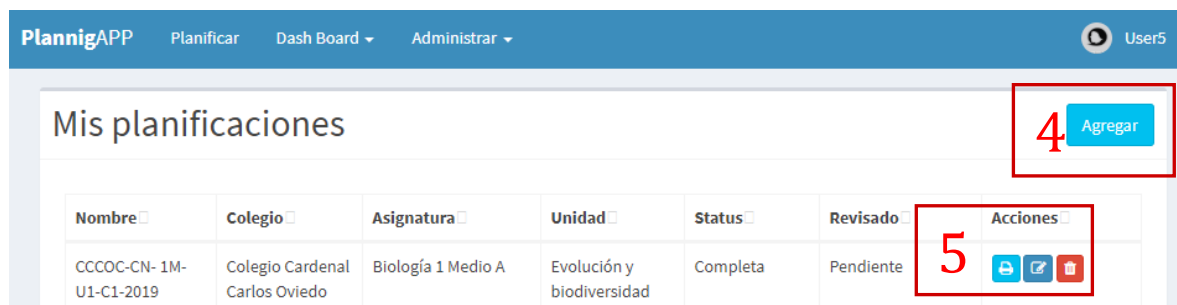 PlannigAPP Planificar Dash Board Administrar User5
Mis planificaciones 4 Agregar
Nombre Colegio Asignatura Unidad Status Revisado Acciones
5
CCCOC-CN- 1M- Colegio Cardenal Biología 1 Medio A Evolución y Completa Pendiente
U1-C1-2019 Carlos Oviedo biodiversidad